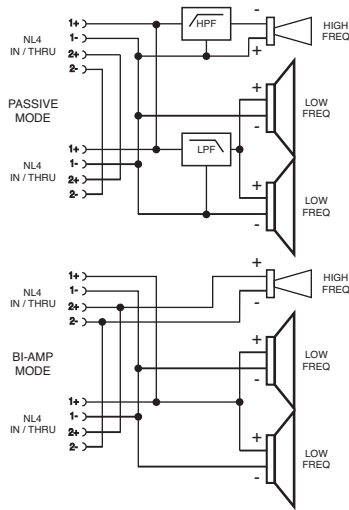 1+
1-
NL4
IN / THRU
2+
2-
HPF
-
+
HIGH
FREQ
PASSIVE
MODE
+
-
LOW
FREQ
1+
1-
NL4
IN / THRU
2+
2-
LPF
+
-
LOW
FREQ
1+
1-
NL4
IN / THRU
2+
2-
+
-
HIGH
FREQ
BI-AMP
MODE
+
-
LOW
FREQ
1+
1-
NL4
IN / THRU
2+
2-
+
-
LOW
FREQ